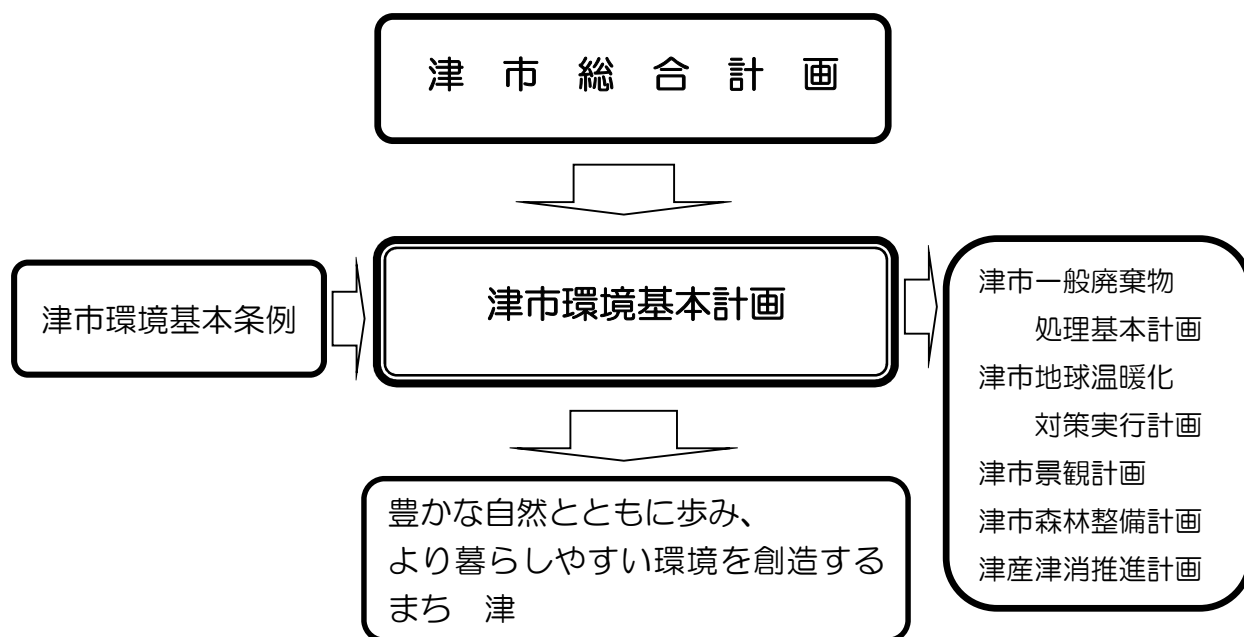 津市総合計画
津市環境基本条例
津市環境基本計画
津市一般廃棄物
処理基本計画
津市地球温暖化
対策実行計画
津市景観計画
津市森林整備計画
津産津消推進計画
豊かな自然とともに歩み、
より暮らしやすい環境を創造する
まち　津